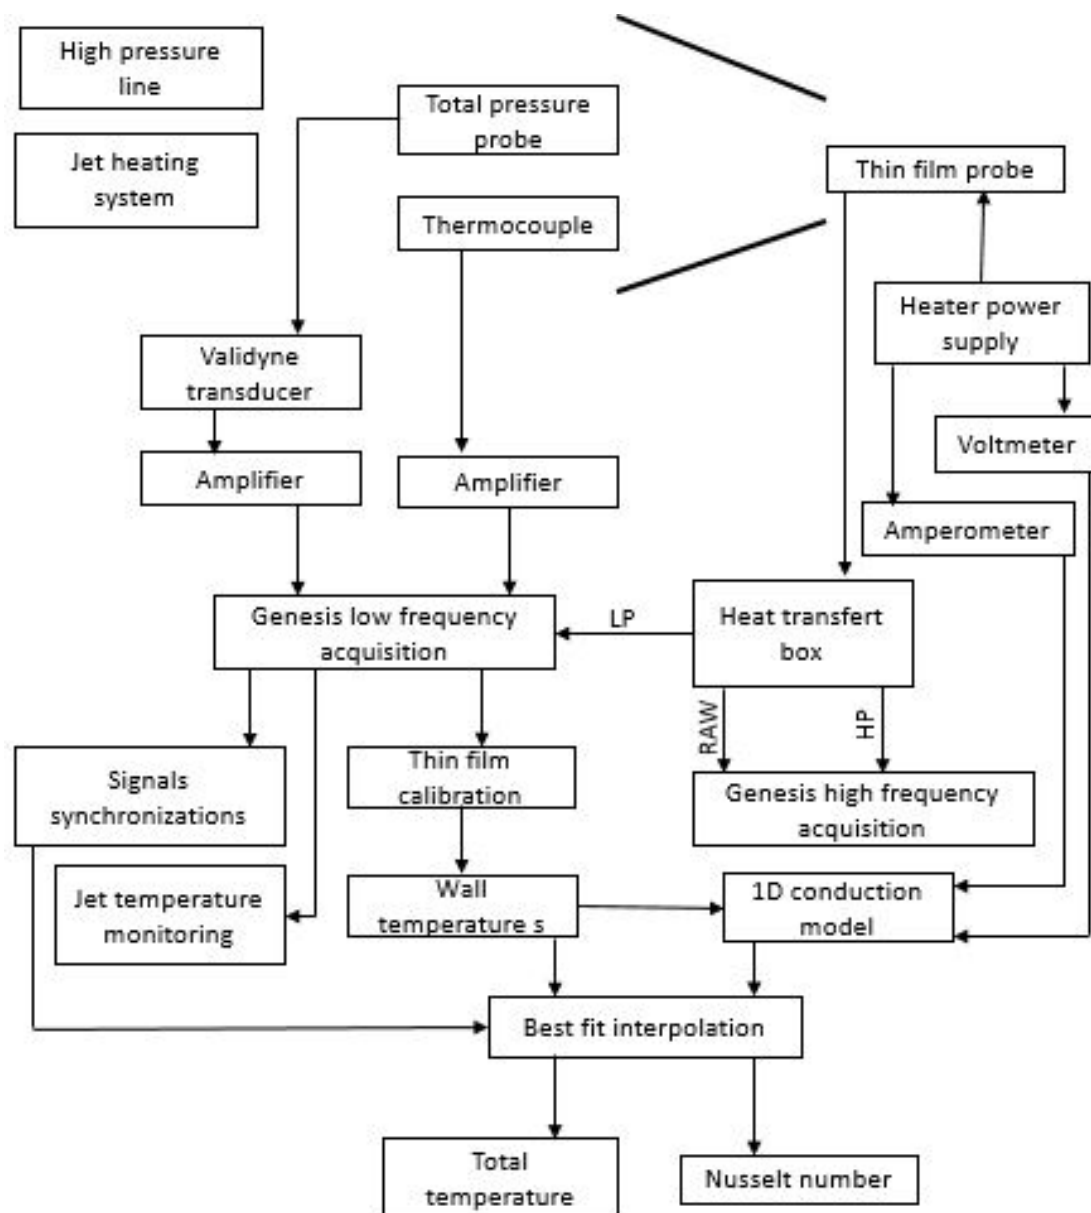 High pressure
line
Total pressure
probe
Jet heating
system
Thin film probe
Thermocouple
Heater power
supply
Validyne
transducer
Voltmeter
Amplifier
Amplifier
Amperometer
Genesis low frequency
acquisition
LP
Heat transfert
box
RAW
HP
Signals
synchronizations
Thin film
calibration
Genesis high frequency
acquisition
Jet temperature
monitoring
Wall
temperature s
1D conduction
model
Best fit interpolation
Total
temperature
Nusselt number